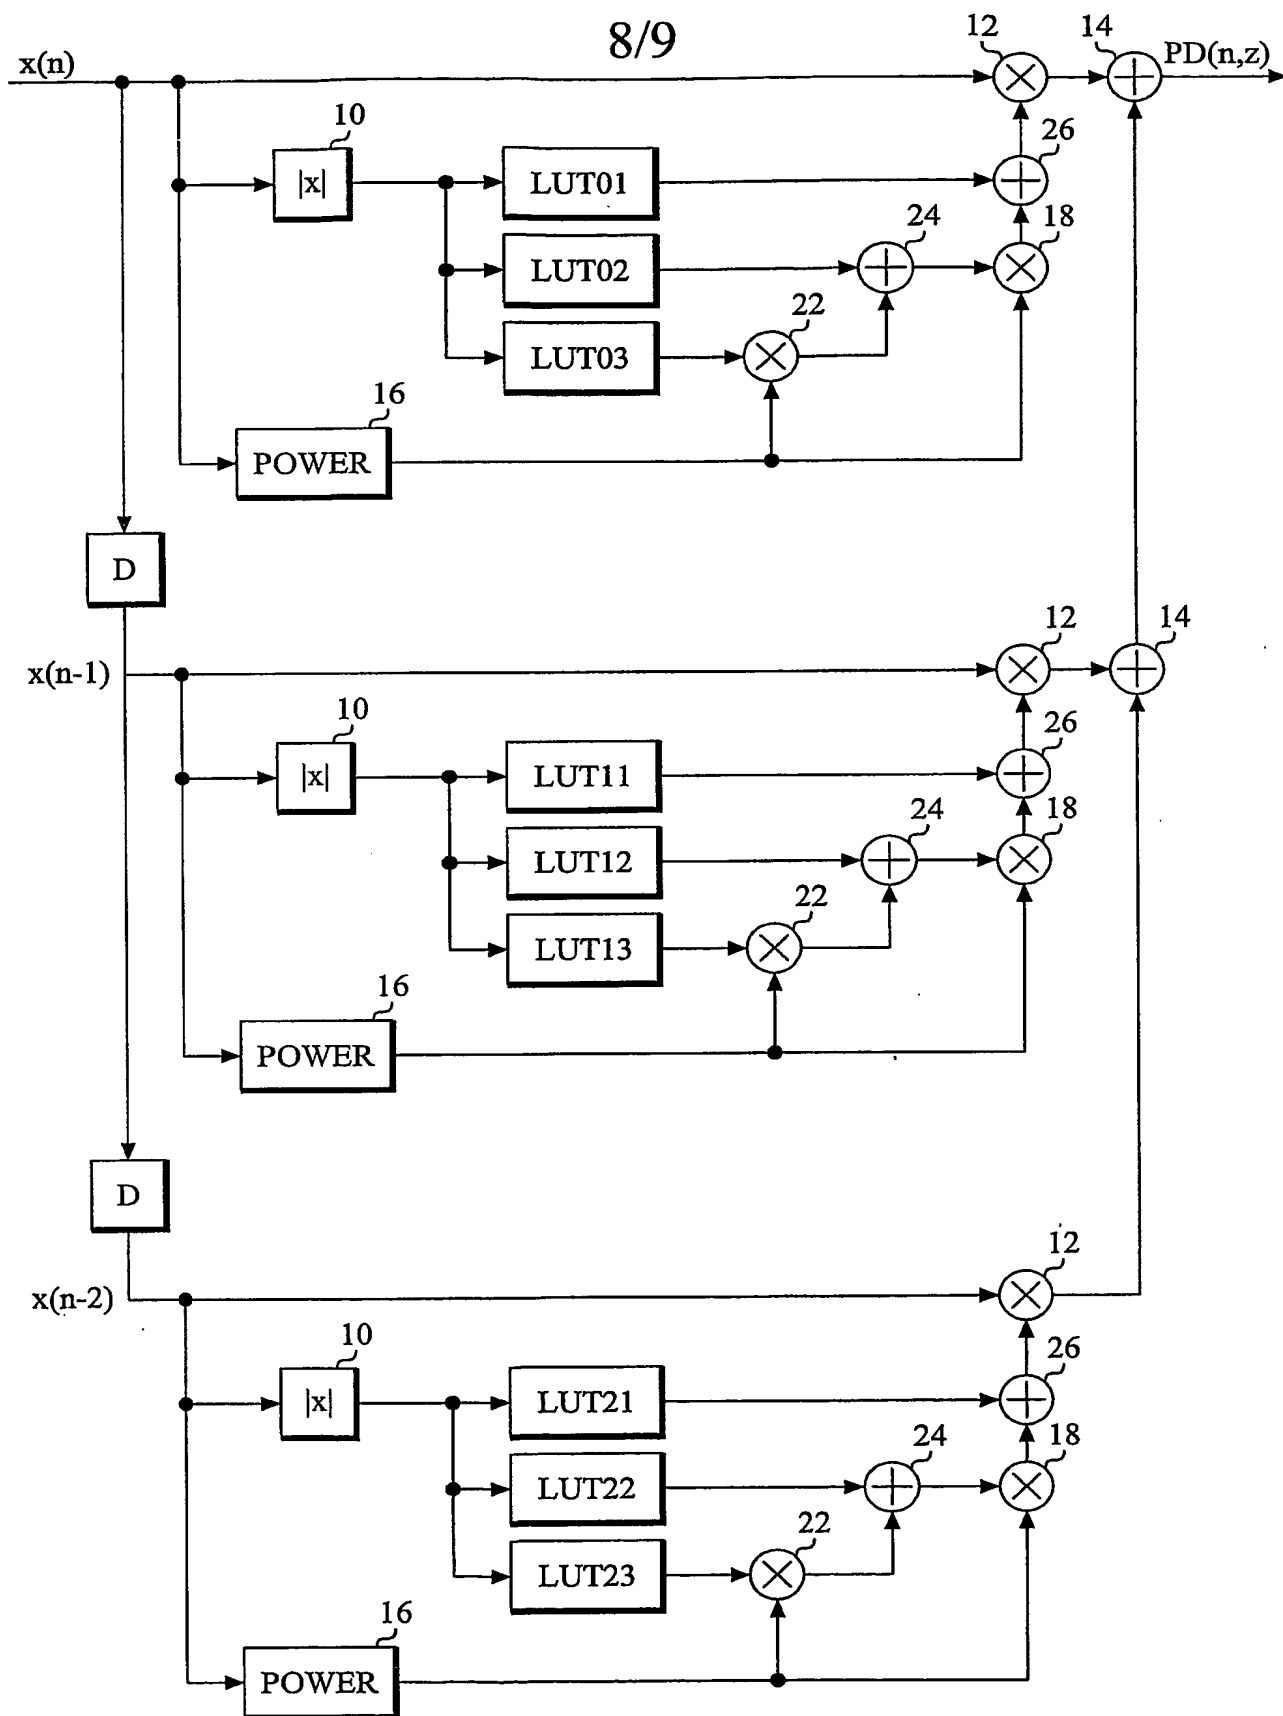 8/9
x(n)
12
14
PD(n,z)
10
|x|
LUT01
26
LUT02
24
18
LUT03
22
16
POWER
D
x(n-1)
12
14
10
|x|
LUT11
26
LUT12
24
18
LUT13
22
16
POWER
D
x(n-2)
12
10
|x|
LUT21
26
LUT22
24
18
LUT23
22
16
POWER